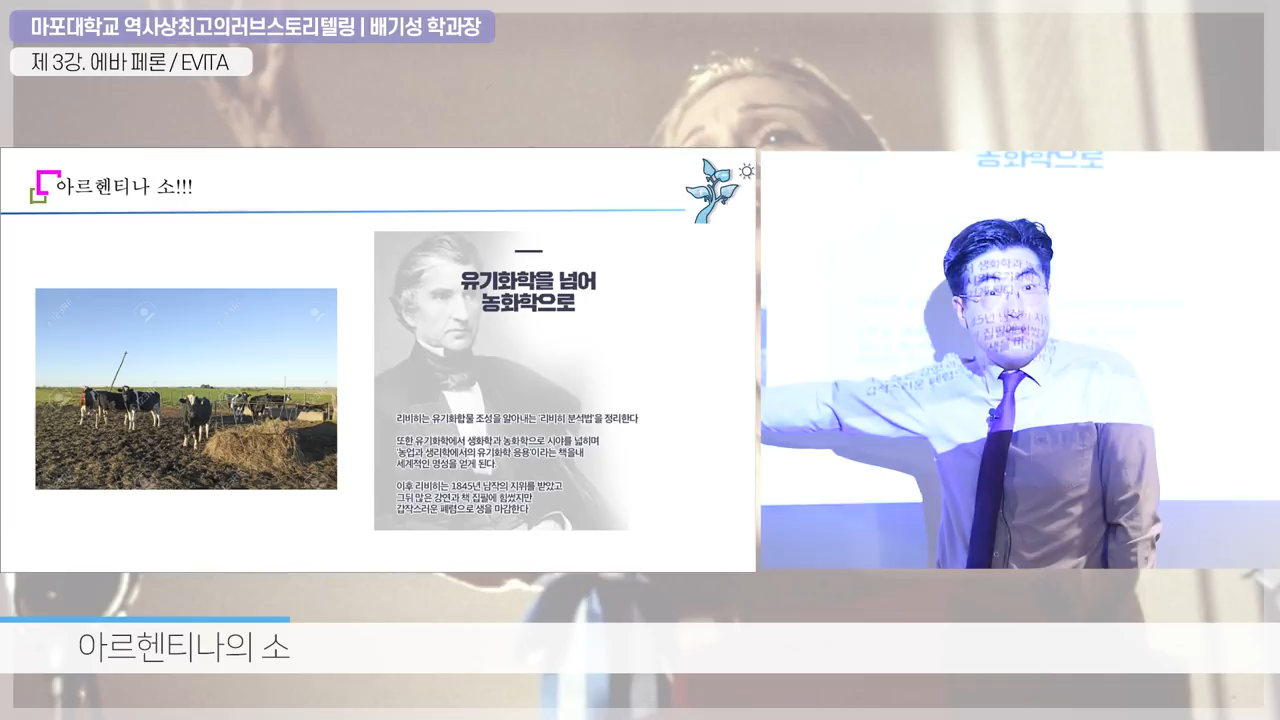 마포대학교 역사상최고의러브스토리텔링 | 배기성 학과장
제 3강. 에바 페론 / EVITA
아르헨티나 소!!!
유기화학을 넘어
농화학으로
리비히는 유기화합물 조성을 알아내는 '리비히 분석법'을 정리한다
또한 유기화학에서 생화학과 농화학으로 시야를 넓히며
'농업과 생리학에서의 유기화학 응용'이라는 책을내
세계적인 명성을 얻게 된다.
이후 리비히는 1845년 남작의 지위를 받았고
그뒤 많은 강연과 책 집필에 힘썼지만
갑작스러운 폐렴으로 생을 마감한다
농화학으로
갑작스러운 폐렴
아르헨티나의 소